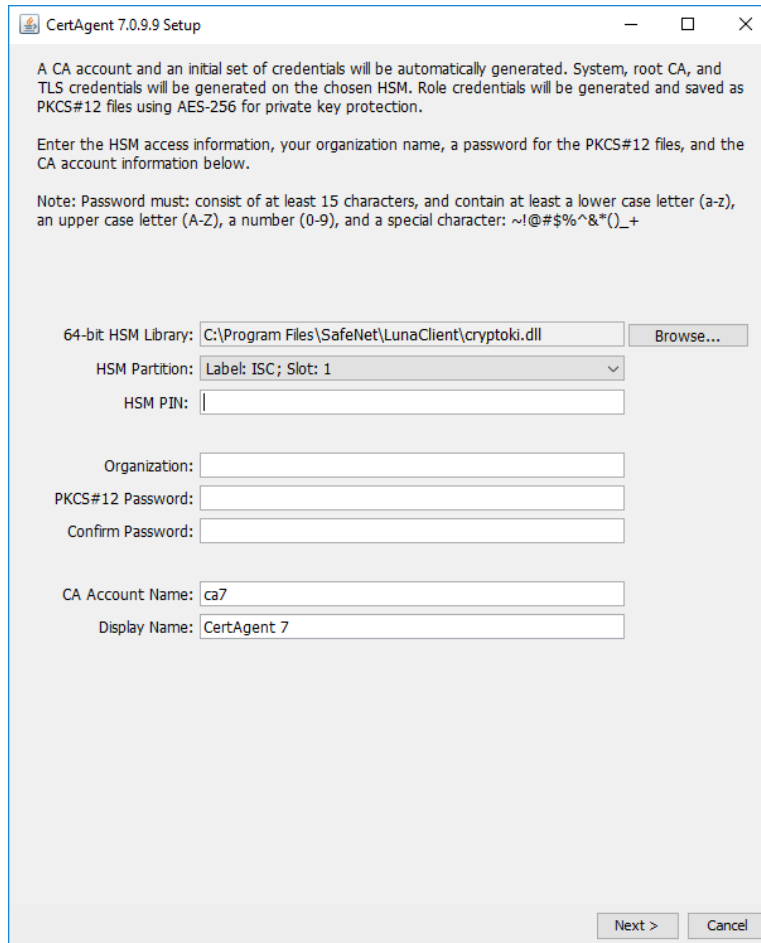 CertAgent 7.0.9.9 Setup
A CA account and an initial set of credentials will be automatically generated. System, root CA, and
TLS credentials will be generated on the chosen HSM. Role credentials will be generated and saved as
PKCS#12 files using AES-256 for private key protection.
Enter the HSM access information, your organization name, a password for the PKCS#12 files, and the
CA account information below.
Note: Password must: consist of at least 15 characters, and contain at least a lower case letter (a-z),
an upper case letter (A-Z), a number (0-9), and a special character: ~!@#$%^&*()_+
64-bit HSM Library: C:\Program Files\SafeNet\LunaClient\cryptoki.dll Browse...
HSM Partition: Label: ISC; Slot: 1
HSM PIN:
Organization:
PKCS#12 Password:
Confirm Password:
CA Account Name: ca7
Display Name: CertAgent 7
Next > Cancel